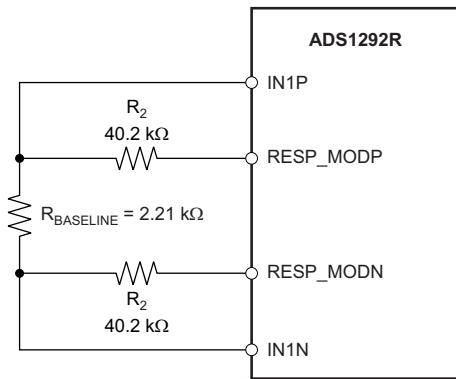 ADS1292R
IN1P
R2
40.2 kΩ
RESP_MODP
RBASELINE = 2.21 kΩ
RESP_MODN
R2
40.2 kΩ
IN1N